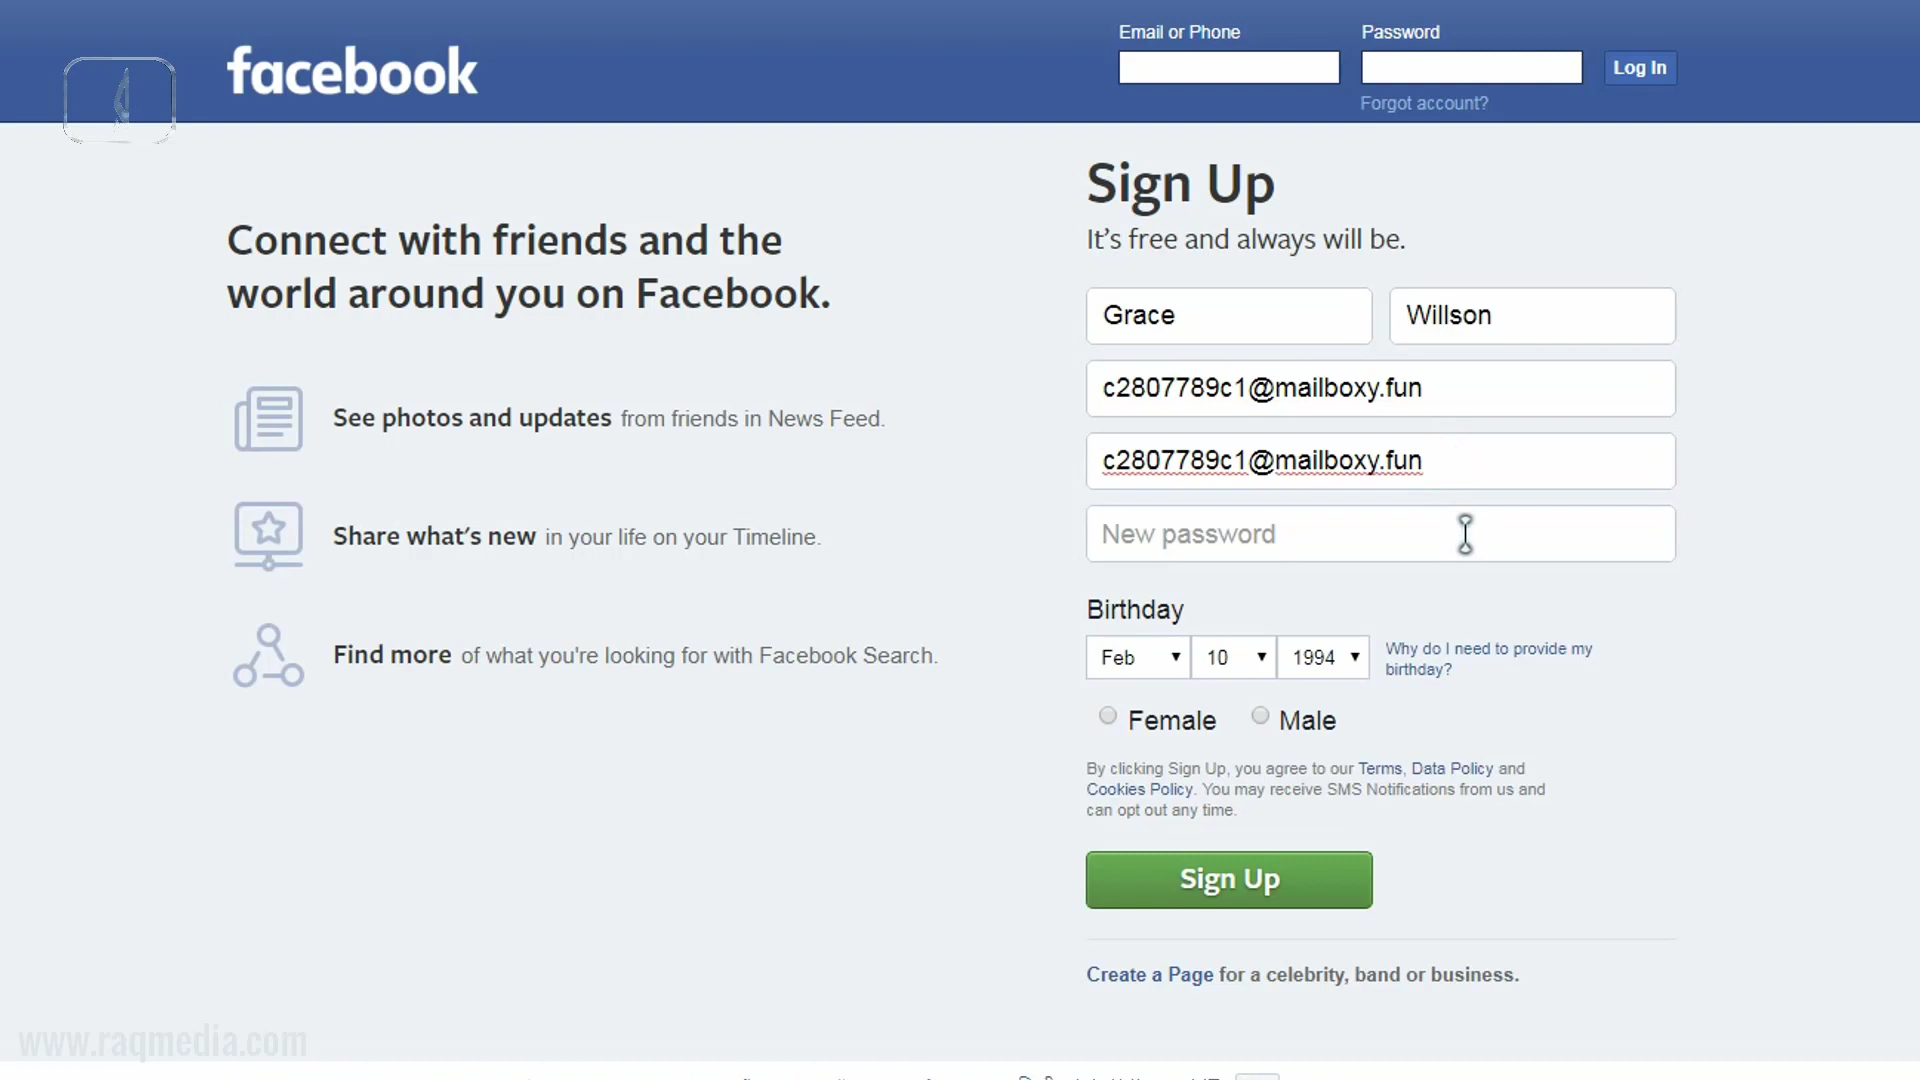 facebook
Email or Phone
Password
Log In
Forgot account?
Connect with friends and the
world around you on Facebook.
See photos and updates from friends in News Feed.
Share what's new in your life on your Timeline.
Find more of what you're looking for with Facebook Search.
Sign Up
It's free and always will be.
Grace
Willson
c2807789c1@mailboxy.fun
c2807789c1@mailboxy.fun
New password
Birthday
Feb 10 1994
Why do I need to provide my
birthday?
Female Male
By clicking Sign Up, you agree to our Terms, Data Policy and
Cookies Policy. You may receive SMS Notifications from us and
can opt out any time.
Sign Up
Create a Page for a celebrity, band or business.
www.raqmedia.com